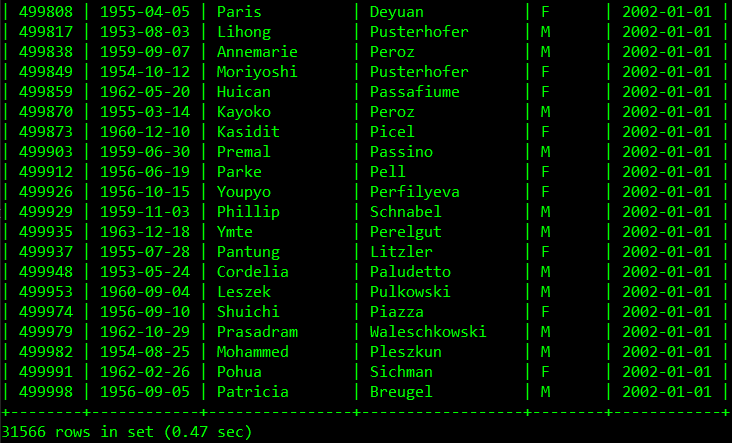 | 499808 | 1955-04-05 | Paris          | Deyuan          | F      | 2002-01-01 |
| 499817 | 1953-08-03 | Lihong         | Pusterhofer     | M      | 2002-01-01 |
| 499838 | 1959-09-07 | Annemarie      | Peroz           | M      | 2002-01-01 |
| 499849 | 1954-10-12 | Moriyoshi      | Pusterhofer     | F      | 2002-01-01 |
| 499859 | 1962-05-20 | Huican         | Passafiume      | F      | 2002-01-01 |
| 499870 | 1955-03-14 | Kayoko         | Peroz           | M      | 2002-01-01 |
| 499873 | 1960-12-10 | Kasidit        | Picel           | F      | 2002-01-01 |
| 499903 | 1959-06-30 | Premal         | Passino         | M      | 2002-01-01 |
| 499912 | 1956-06-19 | Parke          | Pell            | F      | 2002-01-01 |
| 499926 | 1956-10-15 | Youpyo         | Perfilyeva      | F      | 2002-01-01 |
| 499929 | 1959-11-03 | Phillip        | Schnabel        | M      | 2002-01-01 |
| 499935 | 1963-12-18 | Ymte           | Perelgut        | M      | 2002-01-01 |
| 499937 | 1955-07-28 | Pantung        | Litzler         | F      | 2002-01-01 |
| 499948 | 1953-05-24 | Cordelia       | Paludetto       | M      | 2002-01-01 |
| 499953 | 1960-09-04 | Leszek         | Pulkowski       | M      | 2002-01-01 |
| 499974 | 1956-09-10 | Shuichi        | Piazza          | F      | 2002-01-01 |
| 499979 | 1962-10-29 | Prasadram      | Waleschkowski   | M      | 2002-01-01 |
| 499982 | 1954-08-25 | Mohammed       | Pleszkun        | M      | 2002-01-01 |
| 499991 | 1962-02-26 | Pohua          | Sichman         | F      | 2002-01-01 |
| 499998 | 1956-09-05 | Patricia       | Breugel         | M      | 2002-01-01 |
+--------+------------+----------------+-----------------+--------+------------+
31566 rows in set (0.47 sec)